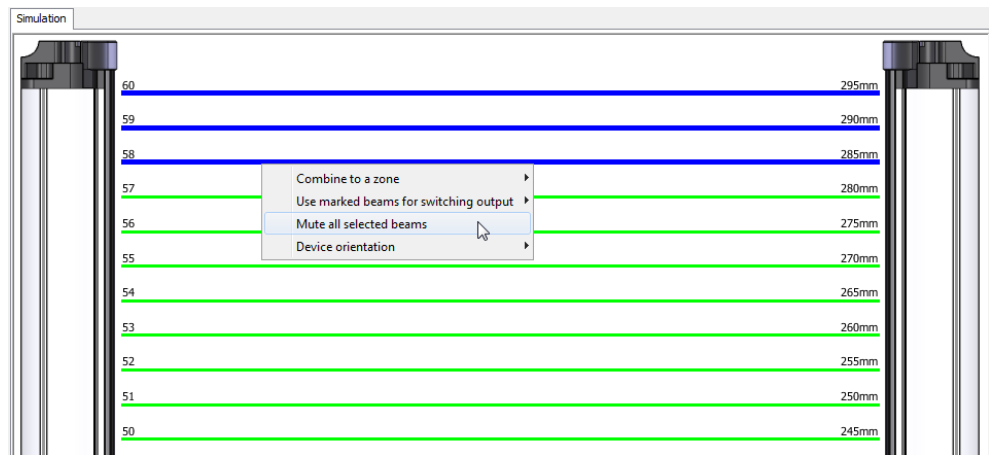 Simulation
60 295mm
59 290mm
58 285mm
Combine to a zone
57 280mm
Use marked beams for switching output
56 275mm
Mute all selected beams
Device orientation
55 270mm
54 265mm
53 260mm
52 255mm
51 250mm
50 245mm